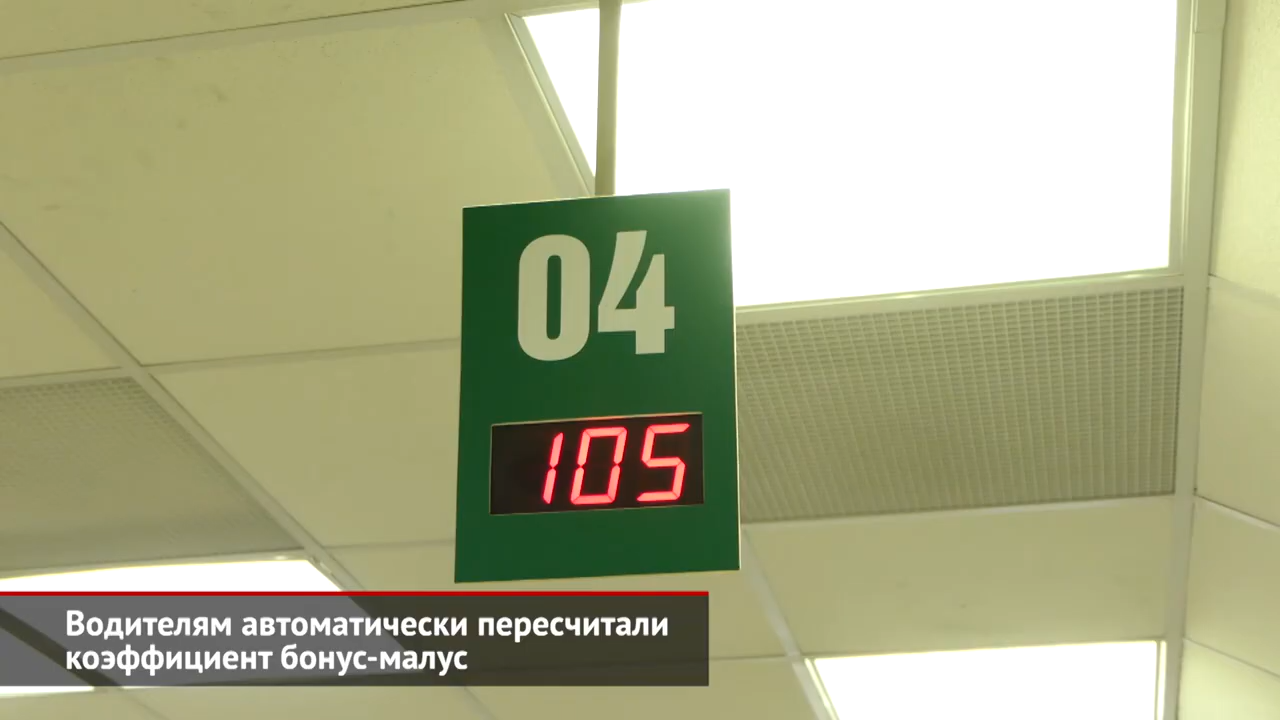 04
105
Водителям автоматически пересчитали
коэффициент бонус-малус